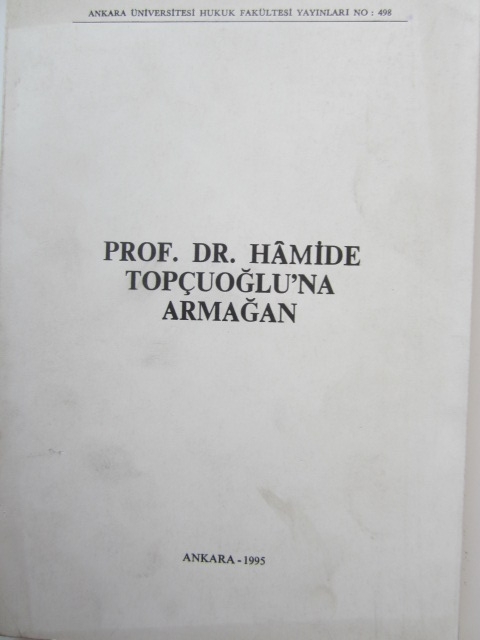 ANKARA ÜNİVERSİTESİ HUKUK FAKÜLTESİ YAYINLARI NO : 498
PROF. DR. HÂMİDE
TOPÇUOĞLU'NA
ARMAĞAN
ANKARA - 1995